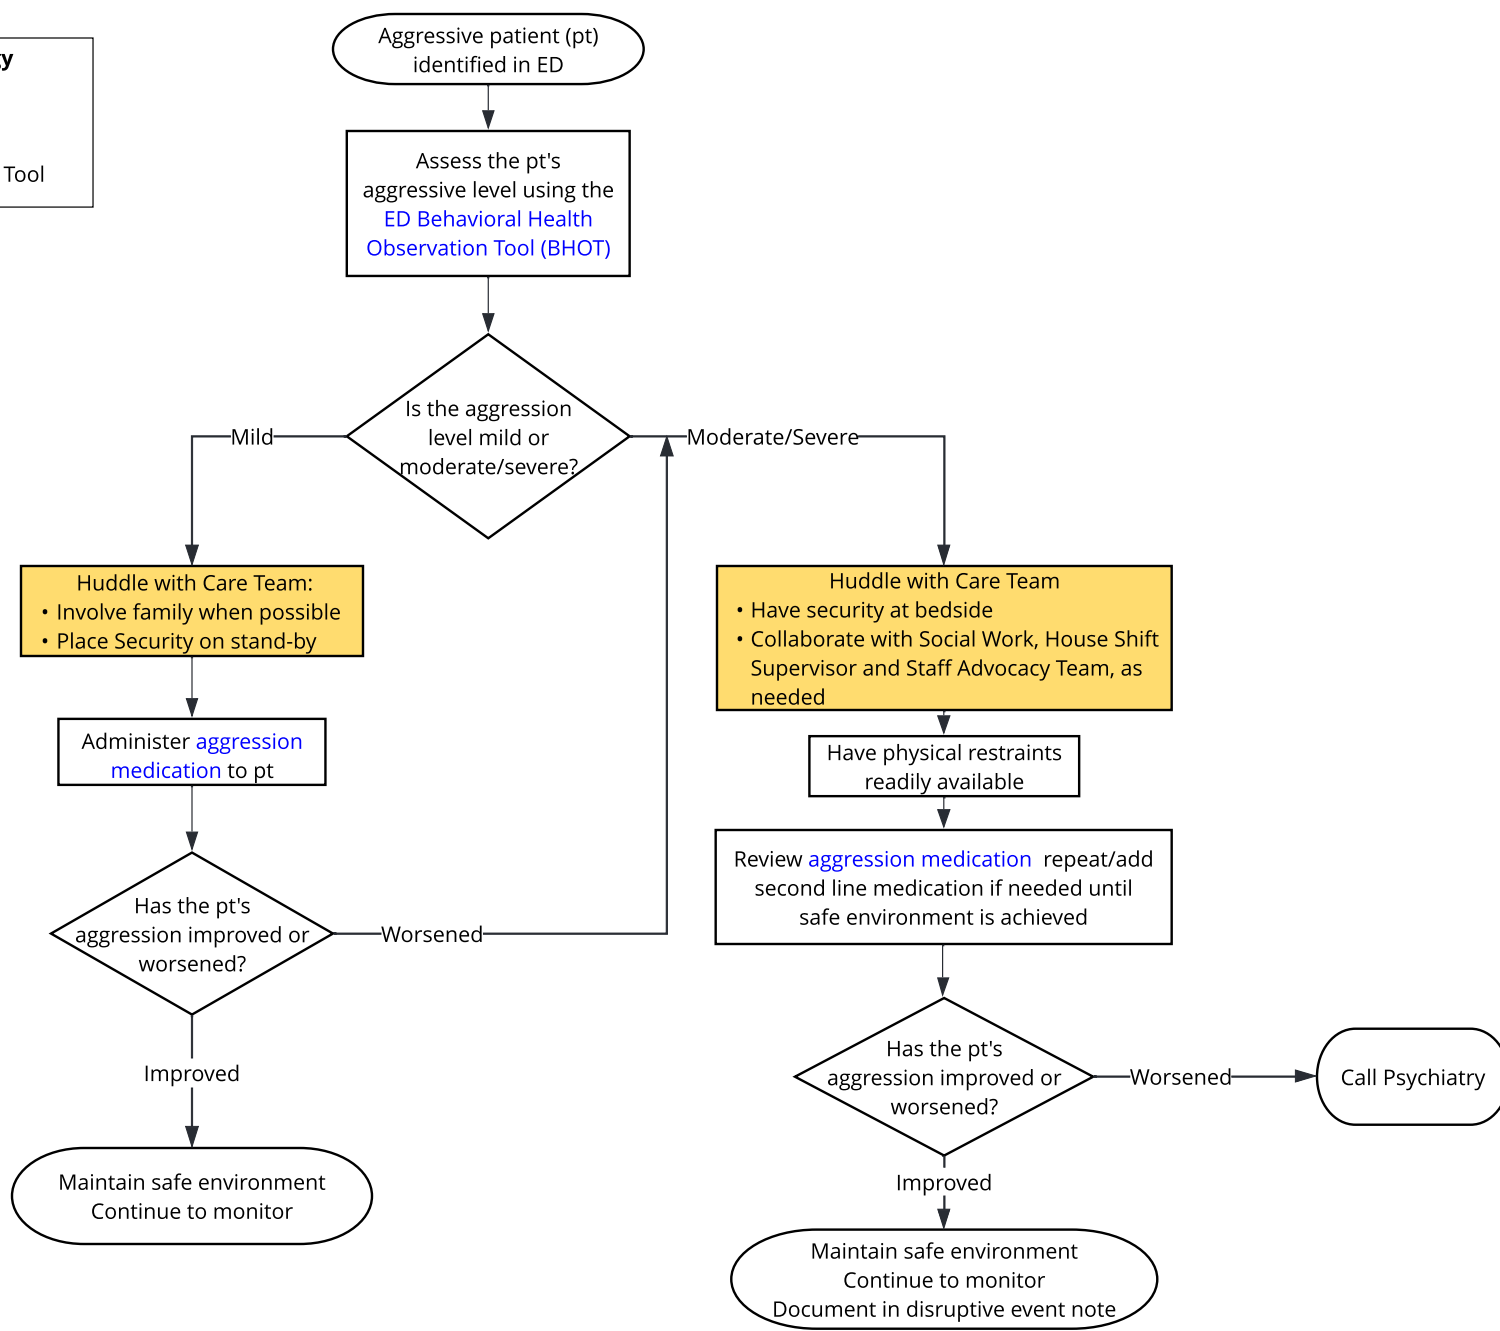 Aggressive patient (pt)
identified in ED
Tool
Assess the pt's
aggressive level using the
ED Behavioral Health
Observation Tool (BHOT)
Is the aggression
level mild or
moderate/severe?
Mild
Moderate/Severe
Huddle with Care Team:
• Involve family when possible
• Place Security on stand-by
Administer aggression
medication to pt
Has the pt's
aggression improved or
worsened?
Worsened
Improved
Maintain safe environment
Continue to monitor
Huddle with Care Team
• Have security at bedside
• Collaborate with Social Work, House Shift
Supervisor and Staff Advocacy Team, as
needed
Have physical restraints
readily available
Review aggression medication repeat/add
second line medication if needed until
safe environment is achieved
Has the pt's
aggression improved or
worsened?
Worsened
Call Psychiatry
Improved
Maintain safe environment
Continue to monitor
Document in disruptive event note